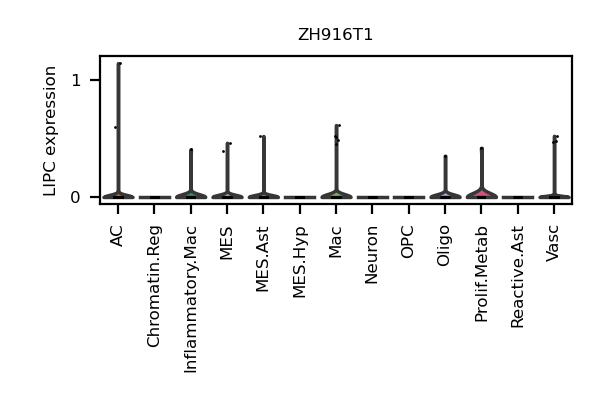 ZH916T1
LIPC expression
1
0
AC
Chromatin.Reg
Inflammatory.Mac
MES
MES.Ast
MES.Hyp
Mac
Neuron
OPC
Oligo
Prolif.Metab
Reactive.Ast
Vasc